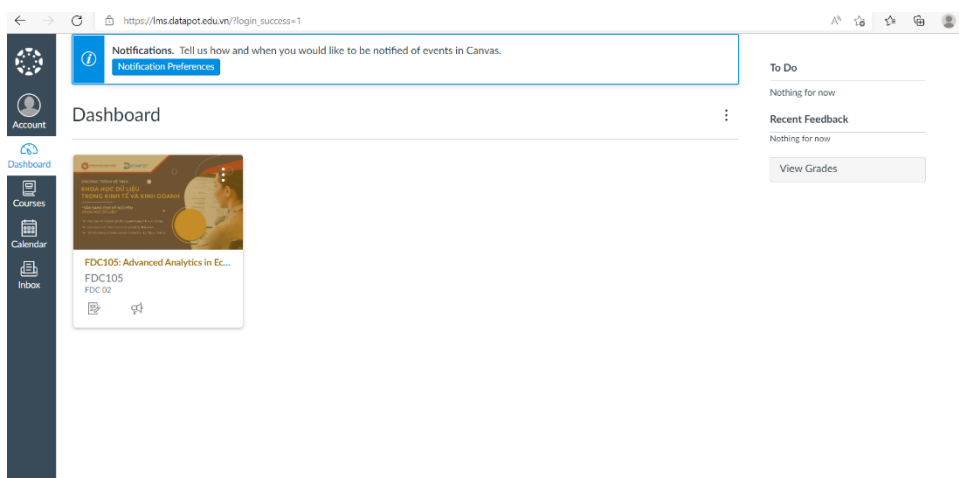 https://lms.datapot.edu.vn/?login_success=1
Notifications. Tell us how and when you would like to be notified of events in Canvas.
Notification Preferences
Account
Dashboard
Courses
Calendar
Inbox
Dashboard
KHOA HỌC DỮ LIỆU
TRONG KINH TẾ VÀ KINH DOANH
FDC105: Advanced Analytics in Ec...
FDC105
FDC 02
To Do
Nothing for now
Recent Feedback
Nothing for now
View Grades